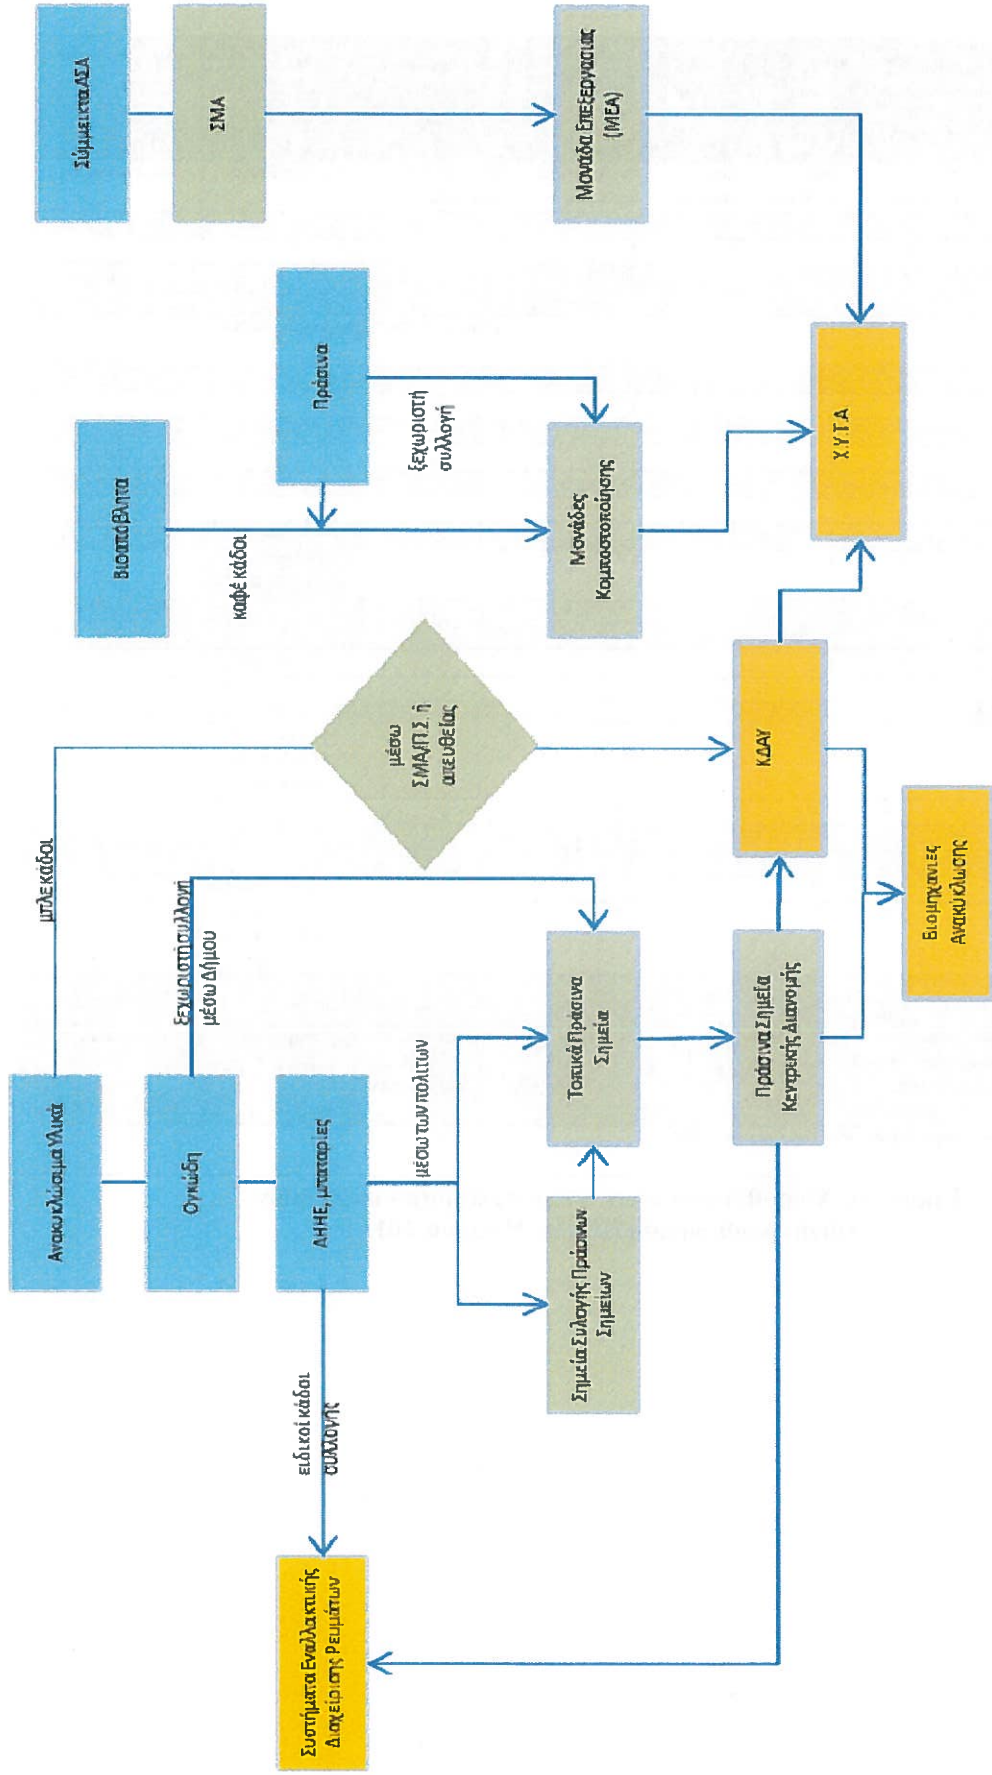 Ανακυκλώσιμα Υλικά
μπλε κάδοι
Βιοαπόβλητα
Σύμμεικτα ΑΣΑ
Ογκώδη
ξεχωριστή συλλογή
μέσω Δήμου
καφέ κάδοι
ΣΜΑ
Συστήματα Εναλλακτικής
Διαχείρισης Ρευμάτων
ειδικοί κάδοι
συλλογής
ΑΗΗΕ, μπαταρίες
μέσω
ΣΜΑ/Π.Σ. ή
απευθείας
Πράσινα
μέσω των πολιτων
ξεχωριστή
συλλογή
Σημεία Συλογής Πράσινων
Σημείων
Τοπικά Πράσινα
Σημεία
Μονάδες
Κομποστοποίησης
Μονάδα Επεξεργασίας
(ΜΕΑ)
Πράσινα Σημεία
Κεντρικής Διανομής
ΚΔΑΥ
Χ.Υ.Τ.Α
Βιομηχανίες
Ανακύκλωσης